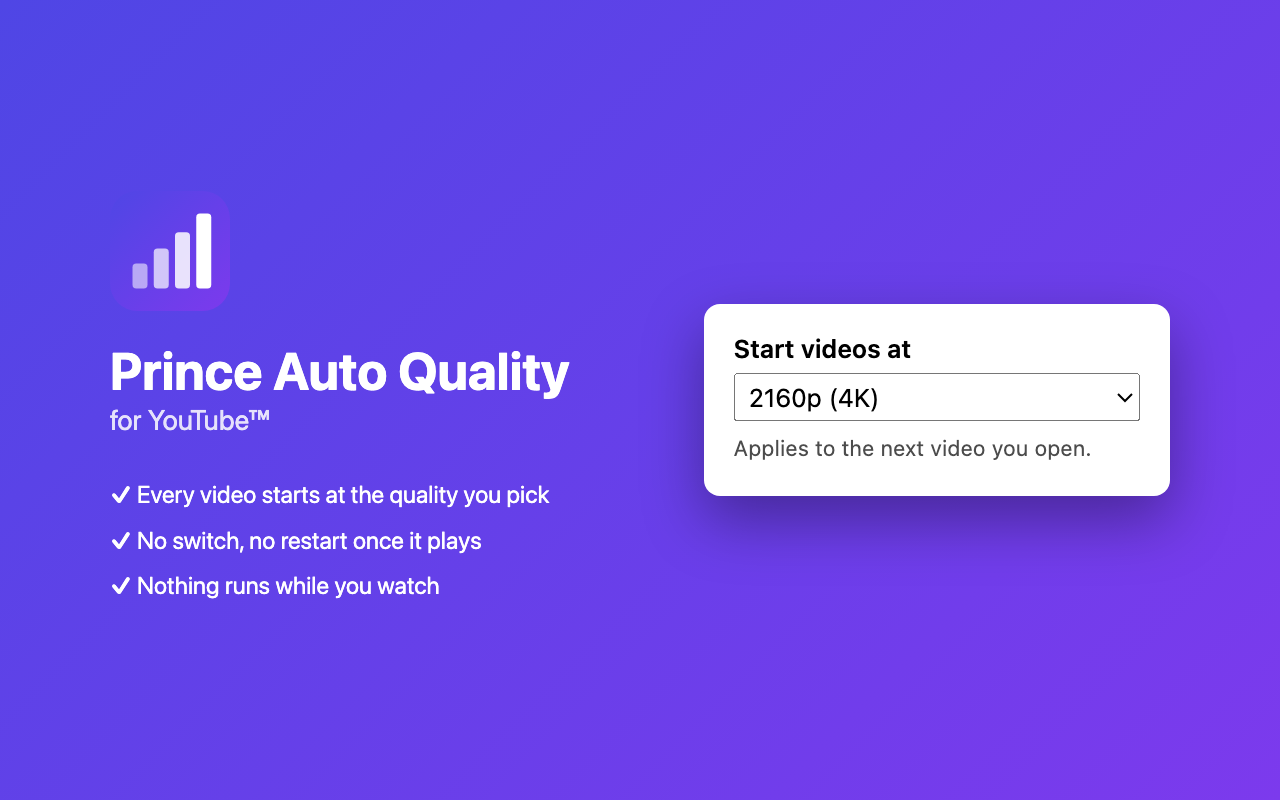 Prince Auto Quality
for YouTube™
✔ Every video starts at the quality you pick
✔ No switch, no restart once it plays
✔ Nothing runs while you watch
Start videos at
2160p (4K)
Applies to the next video you open.